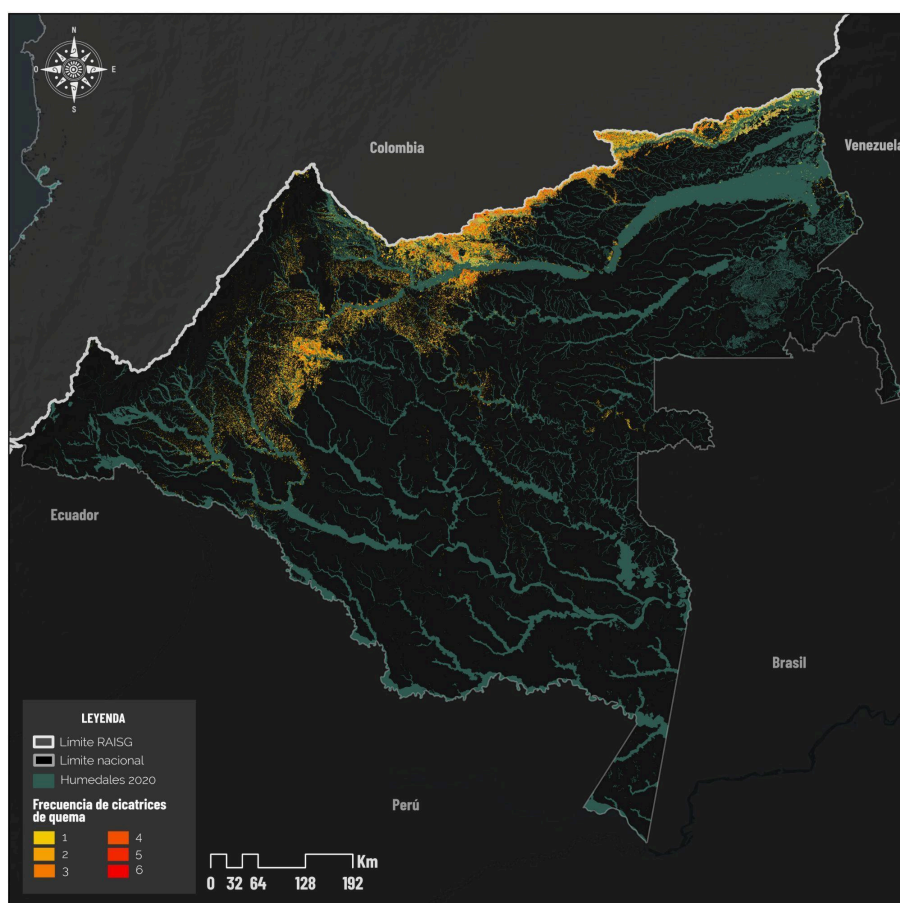 N
O
E
S
Colombia
Venezuela
Ecuador
Brasil
Perú
LEYENDA
Límite RAISG
Límite nacional
Humedales 2020
Frecuencia de cicatrices
de quema
1
4
2
5
3
6
Km
0 32 64 128 192